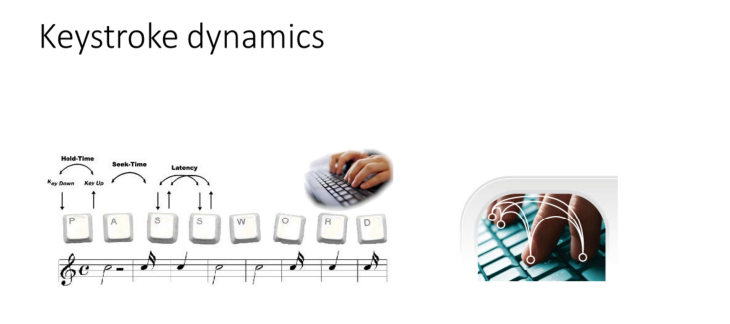 Keystroke dynamics
Hold-Time
Seek-Time
Latency
Key Down Key Up
P A S S W O R D